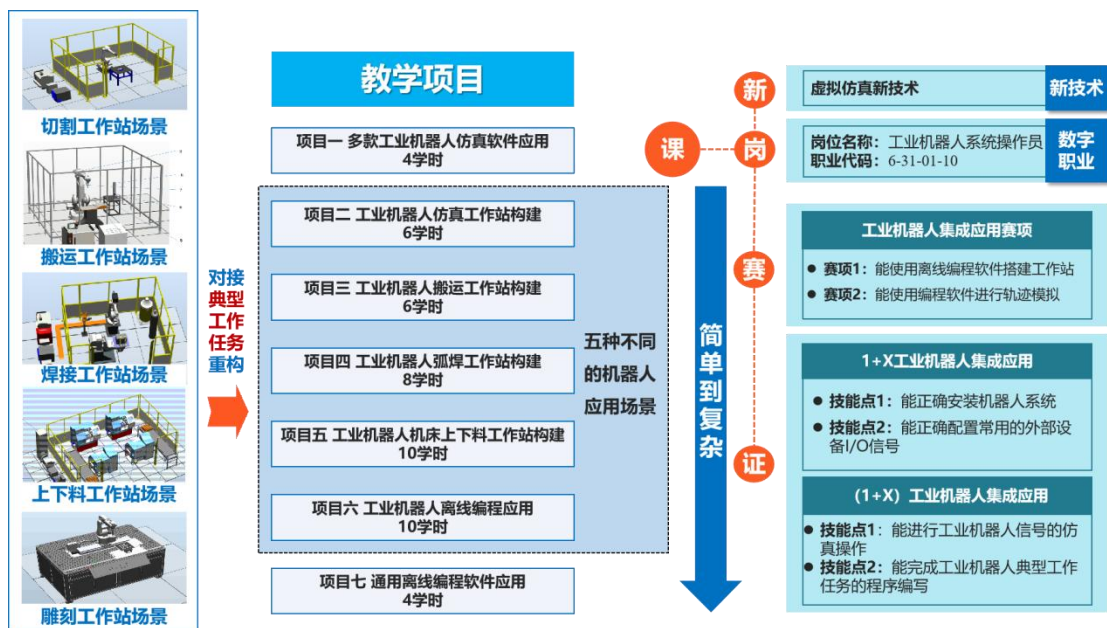 切割工作站场景
搬运工作站场景
焊接工作站场景
上下料工作站场景
雕刻工作站场景
对接
典型
工作
任务
重构
教学项目
项目一 多款工业机器人仿真软件应用
4学时
项目二 工业机器人仿真工作站构建
6学时
项目三 工业机器人搬运工作站构建
6学时
项目四 工业机器人弧焊工作站构建
8学时
项目五 工业机器人机床上下料工作站构建
10学时
项目六 工业机器人离线编程应用
10学时
项目七 通用离线编程软件应用
4学时
五种不同
的机器人
应用场景
简单到复杂
课
新
岗
赛
证
虚拟仿真新技术
新技术
岗位名称：工业机器人系统操作员
职业代码：6-31-01-10
数字
职业
工业机器人集成应用赛项
● 赛项1：能使用离线编程软件搭建工作站
● 赛项2：能使用编程软件进行轨迹模拟
1+X工业机器人集成应用
● 技能点1：能正确安装机器人系统
● 技能点2：能正确配置常用的外部设
备I/O信号
(1+X) 工业机器人集成应用
● 技能点1：能进行工业机器人信号的仿
真操作
● 技能点2：能完成工业机器人典型工作
任务的程序编写